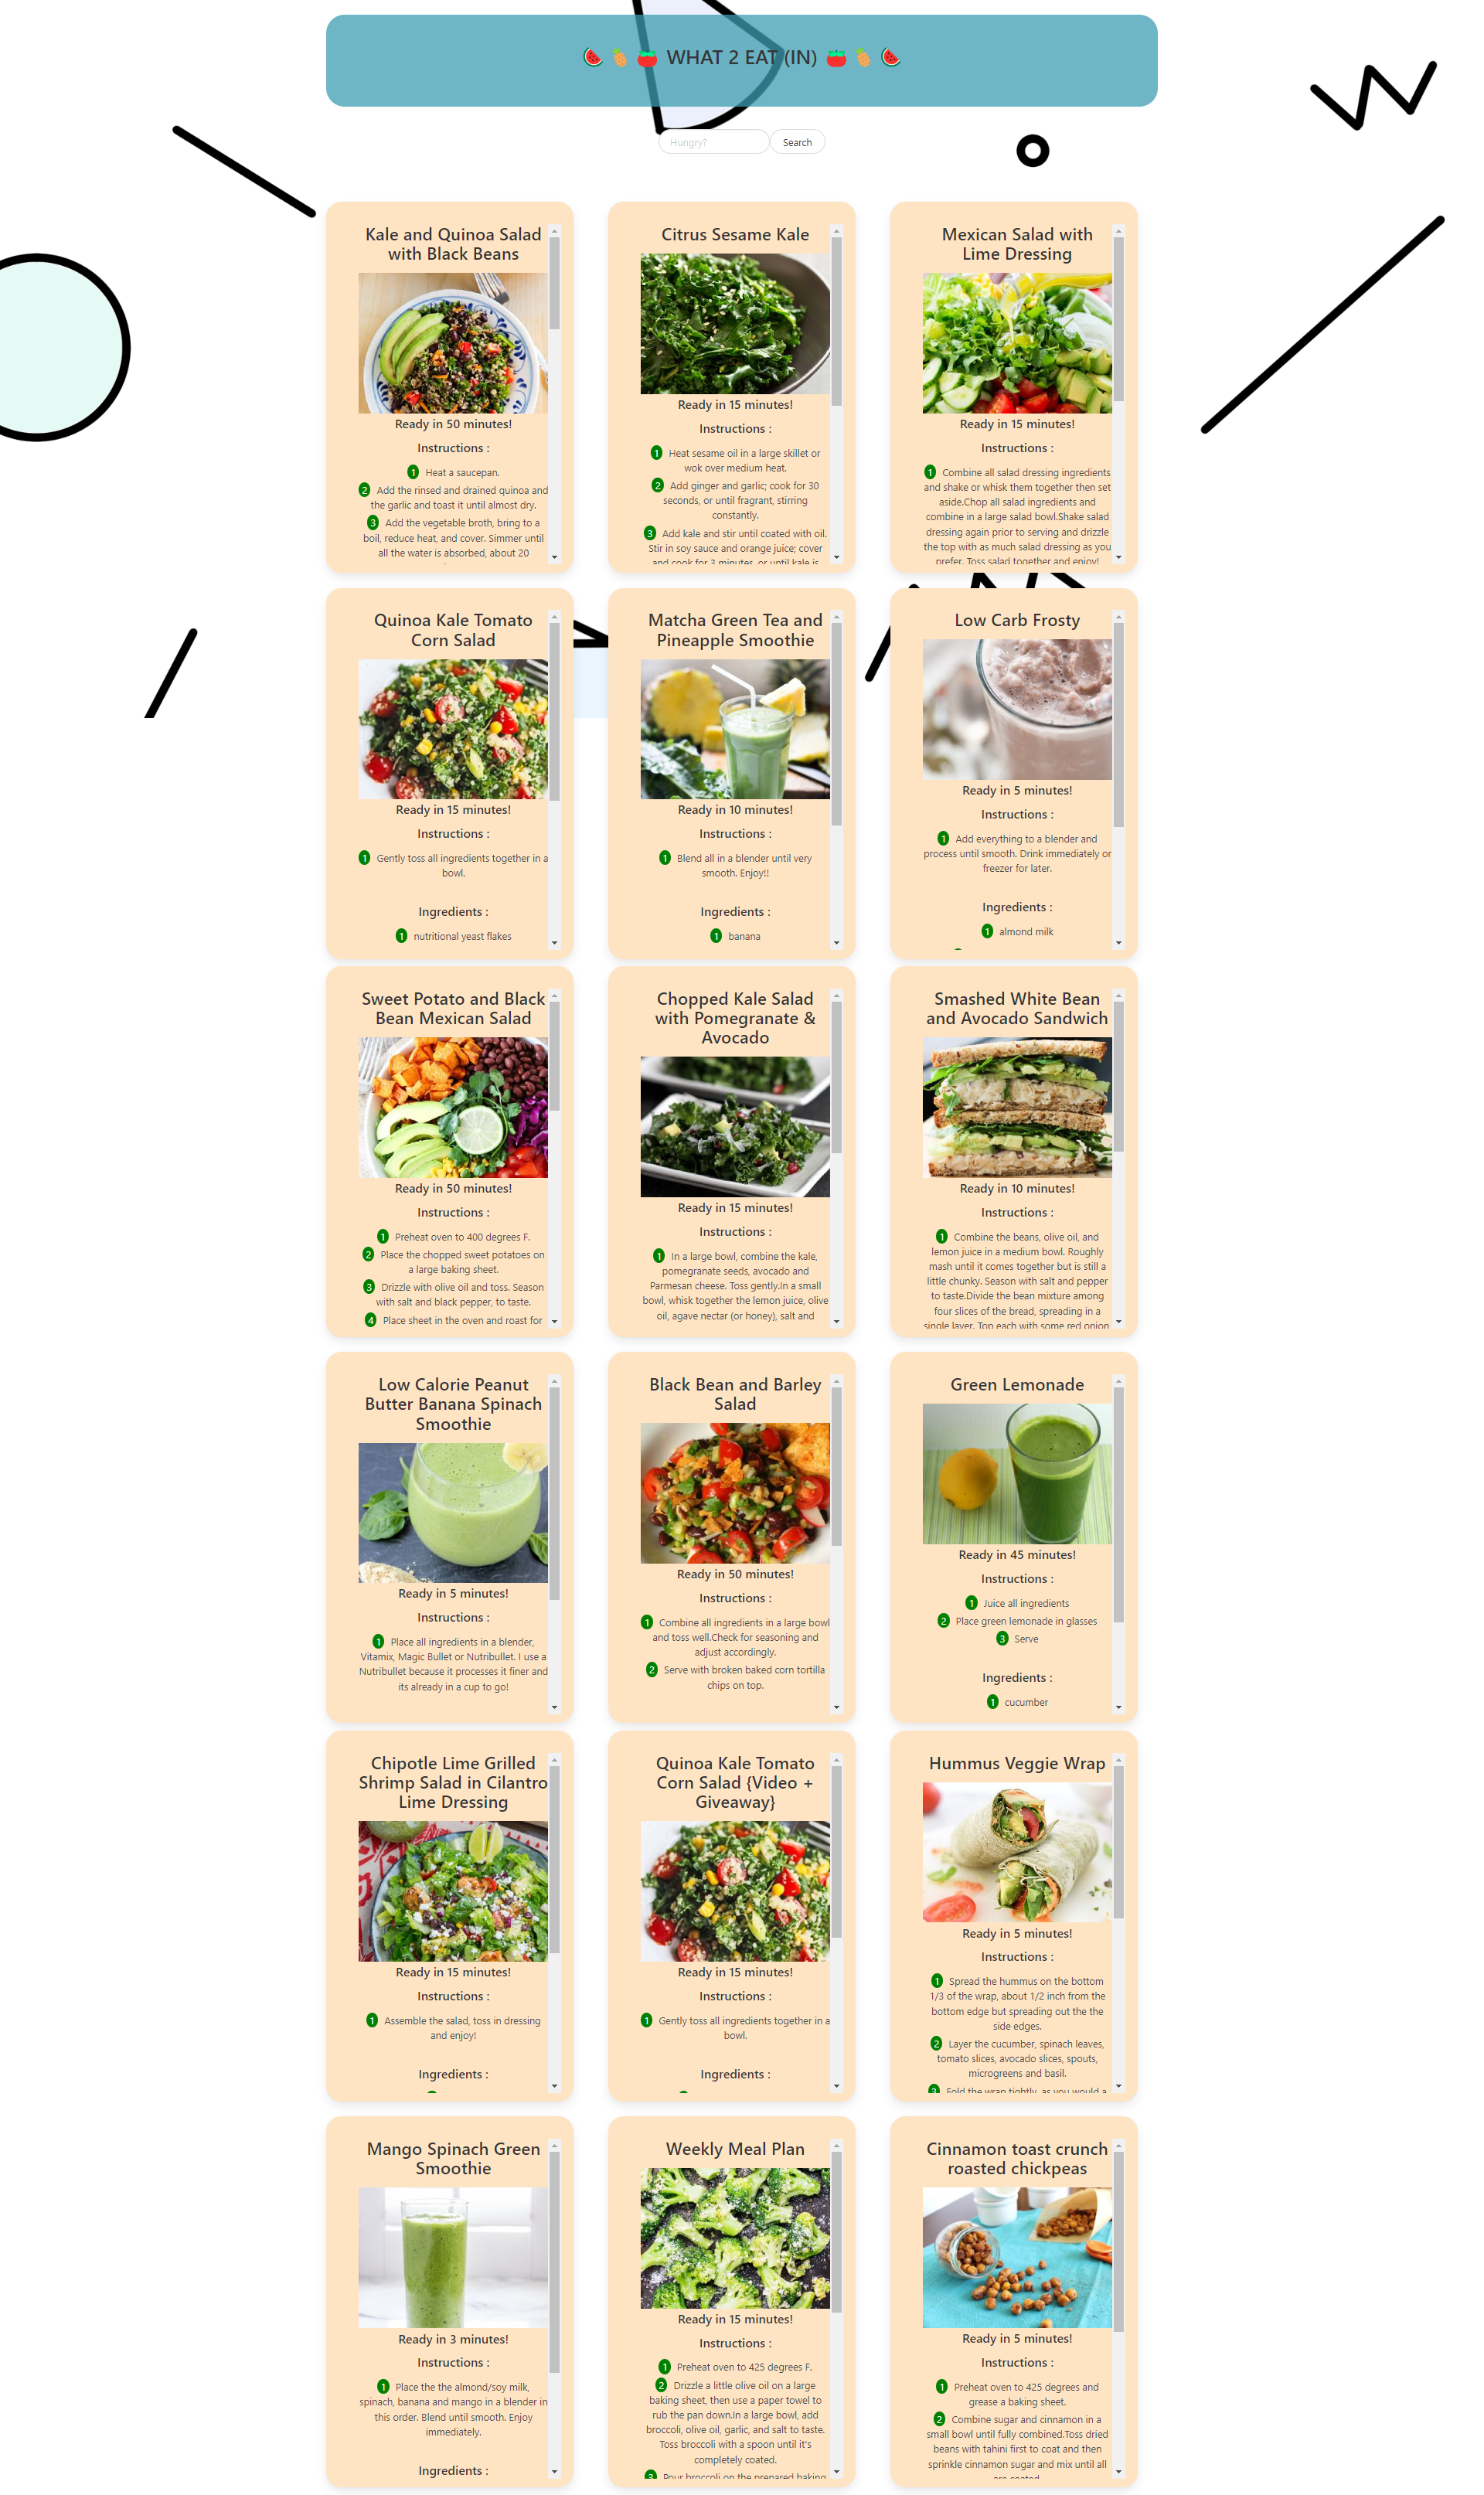 WHAT 2 EAT (IN)
Hungry?
Search
Kale and Quinoa Salad
with Black Beans
Ready in 50 minutes!
Instructions :
1 Heat a saucepan.
2 Add the rinsed and drained quinoa and
the garlic and toast it until almost dry.
3 Add the vegetable broth, bring to a
boil, reduce heat, and cover. Simmer until
all the water is absorbed, about 20
Citrus Sesame Kale
Ready in 15 minutes!
Instructions :
1 Heat sesame oil in a large skillet or
wok over medium heat.
2 Add ginger and garlic; cook for 30
seconds, or until fragrant, stirring
constantly.
3 Add kale and stir until coated with oil.
Stir in soy sauce and orange juice; cover
and cook for 3 minutes, or until kale is
Mexican Salad with
Lime Dressing
Ready in 15 minutes!
Instructions :
1 Combine all salad dressing ingredients
and shake or whisk them together then set
aside.Chop all salad ingredients and
combine in a large salad bowl.Shake salad
dressing again prior to serving and drizzle
the top with as much salad dressing as you
prefer. Toss salad together and enjoy!
Quinoa Kale Tomato
Corn Salad
Ready in 15 minutes!
Instructions :
1 Gently toss all ingredients together in a
bowl.
Ingredients :
1 nutritional yeast flakes
Matcha Green Tea and
Pineapple Smoothie
Ready in 10 minutes!
Instructions :
1 Blend all in a blender until very
smooth. Enjoy!!
Ingredients :
1 banana
Low Carb Frosty
Ready in 5 minutes!
Instructions :
1 Add everything to a blender and
process until smooth. Drink immediately or
freezer for later.
Ingredients :
1 almond milk
Sweet Potato and Black
Bean Mexican Salad
Ready in 50 minutes!
Instructions :
1 Preheat oven to 400 degrees F.
2 Place the chopped sweet potatoes on
a large baking sheet.
3 Drizzle with olive oil and toss. Season
with salt and black pepper, to taste.
4 Place sheet in the oven and roast for
Chopped Kale Salad
with Pomegranate &
Avocado
Ready in 15 minutes!
Instructions :
1 In a large bowl, combine the kale,
pomegranate seeds, avocado and
Parmesan cheese. Toss gently.In a small
bowl, whisk together the lemon juice, olive
oil, agave nectar (or honey), salt and
Smashed White Bean
and Avocado Sandwich
Ready in 10 minutes!
Instructions :
1 Combine the beans, olive oil, and
lemon juice in a medium bowl. Roughly
mash until it comes together but is still a
little chunky. Season with salt and pepper
to taste.Divide the bean mixture among
four slices of the bread, spreading in a
single layer. Top each with some red onion
Low Calorie Peanut
Butter Banana Spinach
Smoothie
Ready in 5 minutes!
Instructions :
1 Place all ingredients in a blender,
Vitamix, Magic Bullet or Nutribullet. I use a
Nutribullet because it processes it finer and
its already in a cup to go!
Black Bean and Barley
Salad
Ready in 50 minutes!
Instructions :
1 Combine all ingredients in a large bowl
and toss well.Check for seasoning and
adjust accordingly.
2 Serve with broken baked corn tortilla
chips on top.
Green Lemonade
Ready in 45 minutes!
Instructions :
1 Juice all ingredients
2 Place green lemonade in glasses
3 Serve
Ingredients :
1 cucumber
Chipotle Lime Grilled
Shrimp Salad in Cilantro
Lime Dressing
Ready in 15 minutes!
Instructions :
1 Assemble the salad, toss in dressing
and enjoy!
Ingredients :
Quinoa Kale Tomato
Corn Salad {Video +
Giveaway}
Ready in 15 minutes!
Instructions :
1 Gently toss all ingredients together in a
bowl.
Ingredients :
Hummus Veggie Wrap
Ready in 5 minutes!
Instructions :
1 Spread the hummus on the bottom
1/3 of the wrap, about 1/2 inch from the
bottom edge but spreading out the the
side edges.
2 Layer the cucumber, spinach leaves,
tomato slices, avocado slices, spouts,
microgreens and basil.
3 Fold the wrap tightly, as you would a
Mango Spinach Green
Smoothie
Ready in 3 minutes!
Instructions :
1 Place the the almond/soy milk,
spinach, banana and mango in a blender in
this order. Blend until smooth. Enjoy
immediately.
Ingredients :
Weekly Meal Plan
Ready in 15 minutes!
Instructions :
1 Preheat oven to 425 degrees F.
2 Drizzle a little olive oil on a large
baking sheet, then use a paper towel to
rub the pan down.In a large bowl, add
broccoli, olive oil, garlic, and salt to taste.
Toss broccoli with a spoon until it's
completely coated.
3 Pour broccoli on the prepared baking
Cinnamon toast crunch
roasted chickpeas
Ready in 5 minutes!
Instructions :
1 Preheat oven to 425 degrees and
grease a baking sheet.
2 Combine sugar and cinnamon in a
small bowl until fully combined.Toss dried
beans with tahini first to coat and then
sprinkle cinnamon sugar and mix until all
are coated